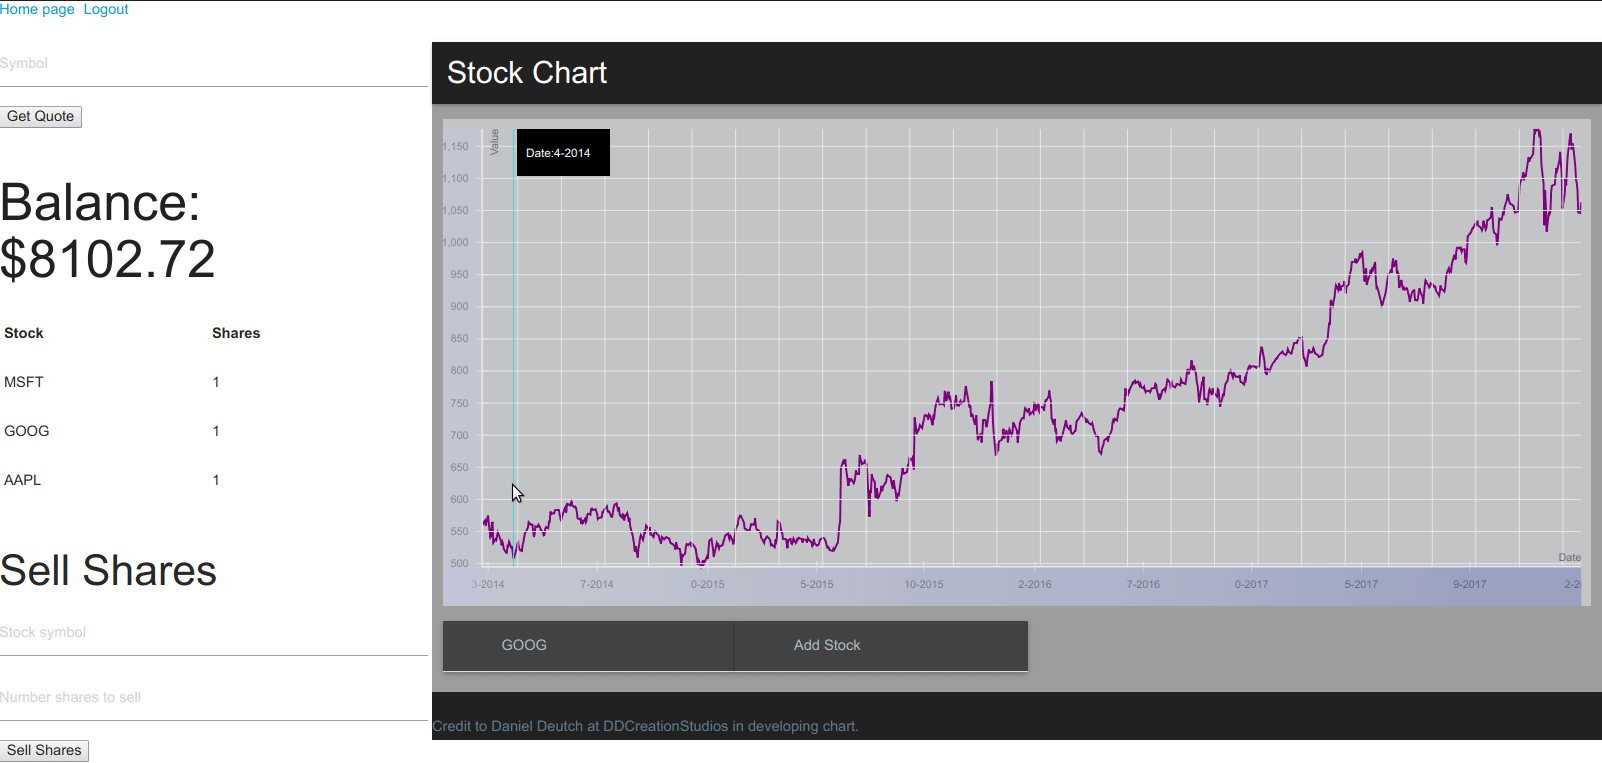 Home page Logout
Symbol
Get Quote
Balance:
$8102.72
Stock Shares
MSFT 1
GOOG 1
AAPL 1
Sell Shares
Stock symbol
Number shares to sell
Sell Shares
Stock Chart
Value
Date:4-2014
1,150
1,100
1,050
1,000
950
900
850
800
750
700
650
600
550
500
Date
3-2014 7-2014 0-2015 5-2015 10-2015 2-2016 7-2016 0-2017 5-2017 9-2017 2-20
GOOG Add Stock
Credit to Daniel Deutch at DDCreationStudios in developing chart.